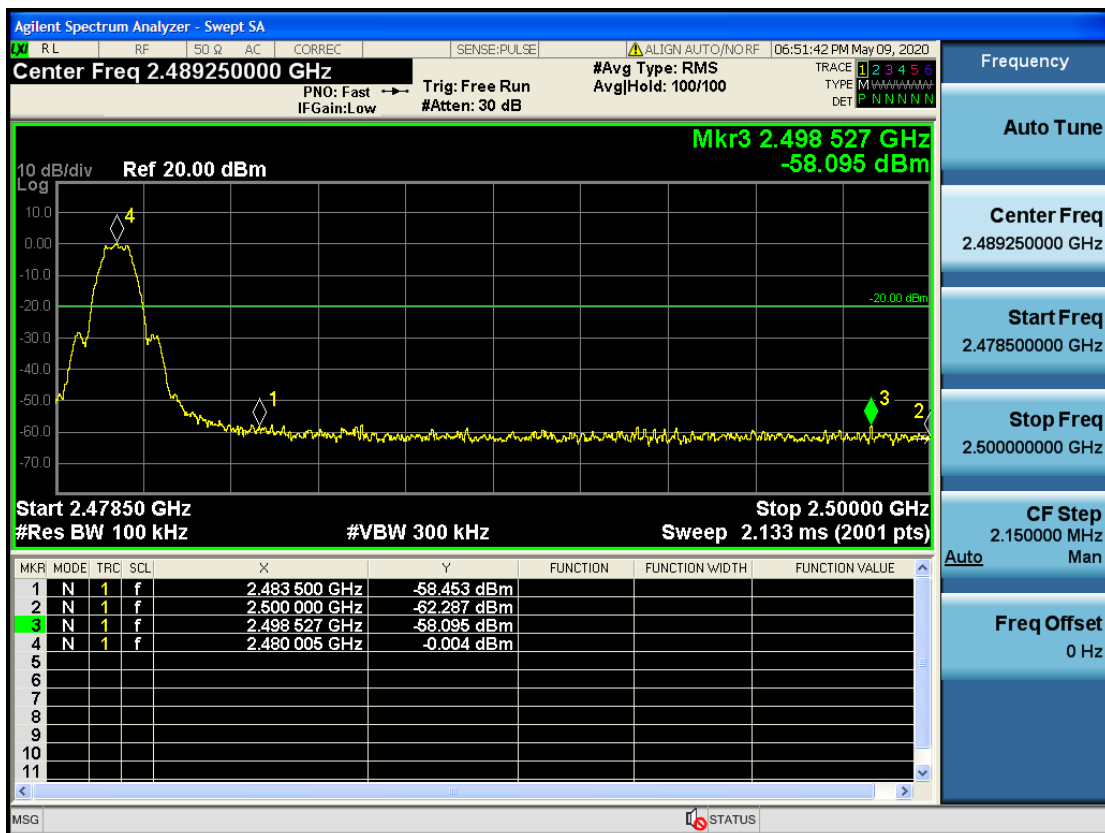 Agilent Spectrum Analyzer - Swept SA
LXI RL RF 50 Ω AC CORREC SENSE:PULSE ALIGN AUTO/NO RF 06:51:42 PM May 09, 2020
Center Freq 2.489250000 GHz
PNO: Fast
IFGain:Low
Trig: Free Run
#Atten: 30 dB
#Avg Type: RMS
Avg|Hold: 100/100
TRACE 1 2 3 4 5 6
TYPE M
DET P N N N N N
Mkr3 2.498 527 GHz
-58.095 dBm
10 dB/div Ref 20.00 dBm
Log
10.0
0.00
-10.0
-20.0
-30.0
-40.0
-50.0
-60.0
-70.0
4
-20.00 dBm
1
3
2
Start 2.47850 GHz Stop 2.50000 GHz
#Res BW 100 kHz #VBW 300 kHz Sweep 2.133 ms (2001 pts)
MKR MODE TRC SCL X Y FUNCTION FUNCTION WIDTH FUNCTION VALUE
1 N 1 f 2.483 500 GHz -58.453 dBm
2 N 1 f 2.500 000 GHz -62.287 dBm
3 N 1 f 2.498 527 GHz -58.095 dBm
4 N 1 f 2.480 005 GHz -0.004 dBm
5
6
7
8
9
10
11
MSG STATUS
Frequency
Auto Tune
Center Freq
2.489250000 GHz
Start Freq
2.478500000 GHz
Stop Freq
2.500000000 GHz
CF Step
2.150000 MHz
Auto Man
Freq Offset
0 Hz